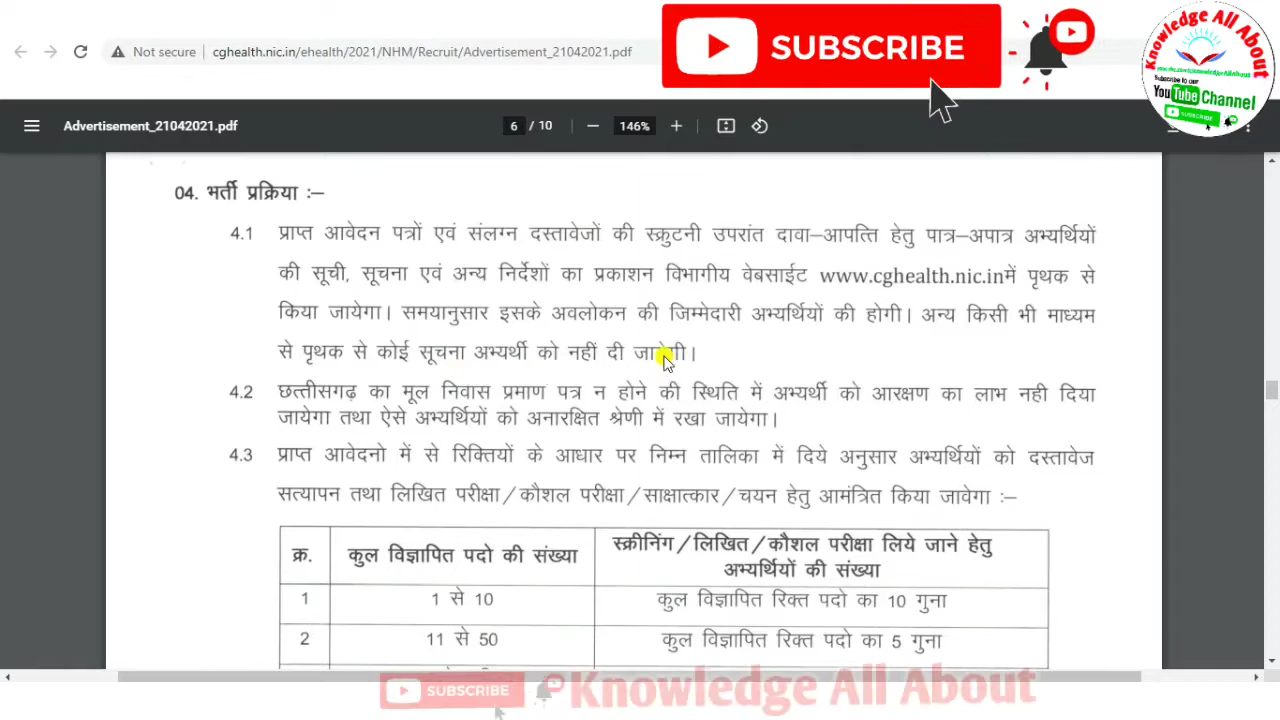 SUBSCRIBE
Knowledge All About
Subscribe to our
YouTube Channel
SUBSCRIBE
Not secure
cghealth.nic.in/ehealth/2021/NHM/Recruit/Advertisement_21042021.pdf
Advertisement_21042021.pdf
6 / 10
146%
04. भर्ती प्रक्रिया :–
4.1 प्राप्त आवेदन पत्रों एवं संलग्न दस्तावेजों की स्क्रुटनी उपरांत दावा–आपत्ति हेतु पात्र–अपात्र अभ्यर्थियों
की सूची, सूचना एवं अन्य निर्देशों का प्रकाशन विभागीय वेबसाईट www.cghealth.nic.inमें पृथक से
किया जायेगा। समयानुसार इसके अवलोकन की जिम्मेदारी अभ्यर्थियों की होगी। अन्य किसी भी माध्यम
से पृथक से कोई सूचना अभ्यर्थी को नहीं दी जायेगी।
4.2 छत्तीसगढ़ का मूल निवास प्रमाण पत्र न होने की स्थिति में अभ्यर्थी को आरक्षण का लाभ नही दिया
जायेगा तथा ऐसे अभ्यर्थियों को अनारक्षित श्रेणी में रखा जायेगा।
4.3 प्राप्त आवेदनो में से रिक्तियों के आधार पर निम्न तालिका में दिये अनुसार अभ्यर्थियों को दस्तावेज
सत्यापन तथा लिखित परीक्षा/कौशल परीक्षा/साक्षात्कार/चयन हेतु आमंत्रित किया जावेगा :–
क्र. कुल विज्ञापित पदो की संख्या स्क्रीनिंग/लिखित/कौशल परीक्षा लिये जाने हेतु
अभ्यर्थियों की संख्या
1 1 से 10 कुल विज्ञापित रिक्त पदो का 10 गुना
2 11 से 50 कुल विज्ञापित रिक्त पदो का 5 गुना
SUBSCRIBE Knowledge All About